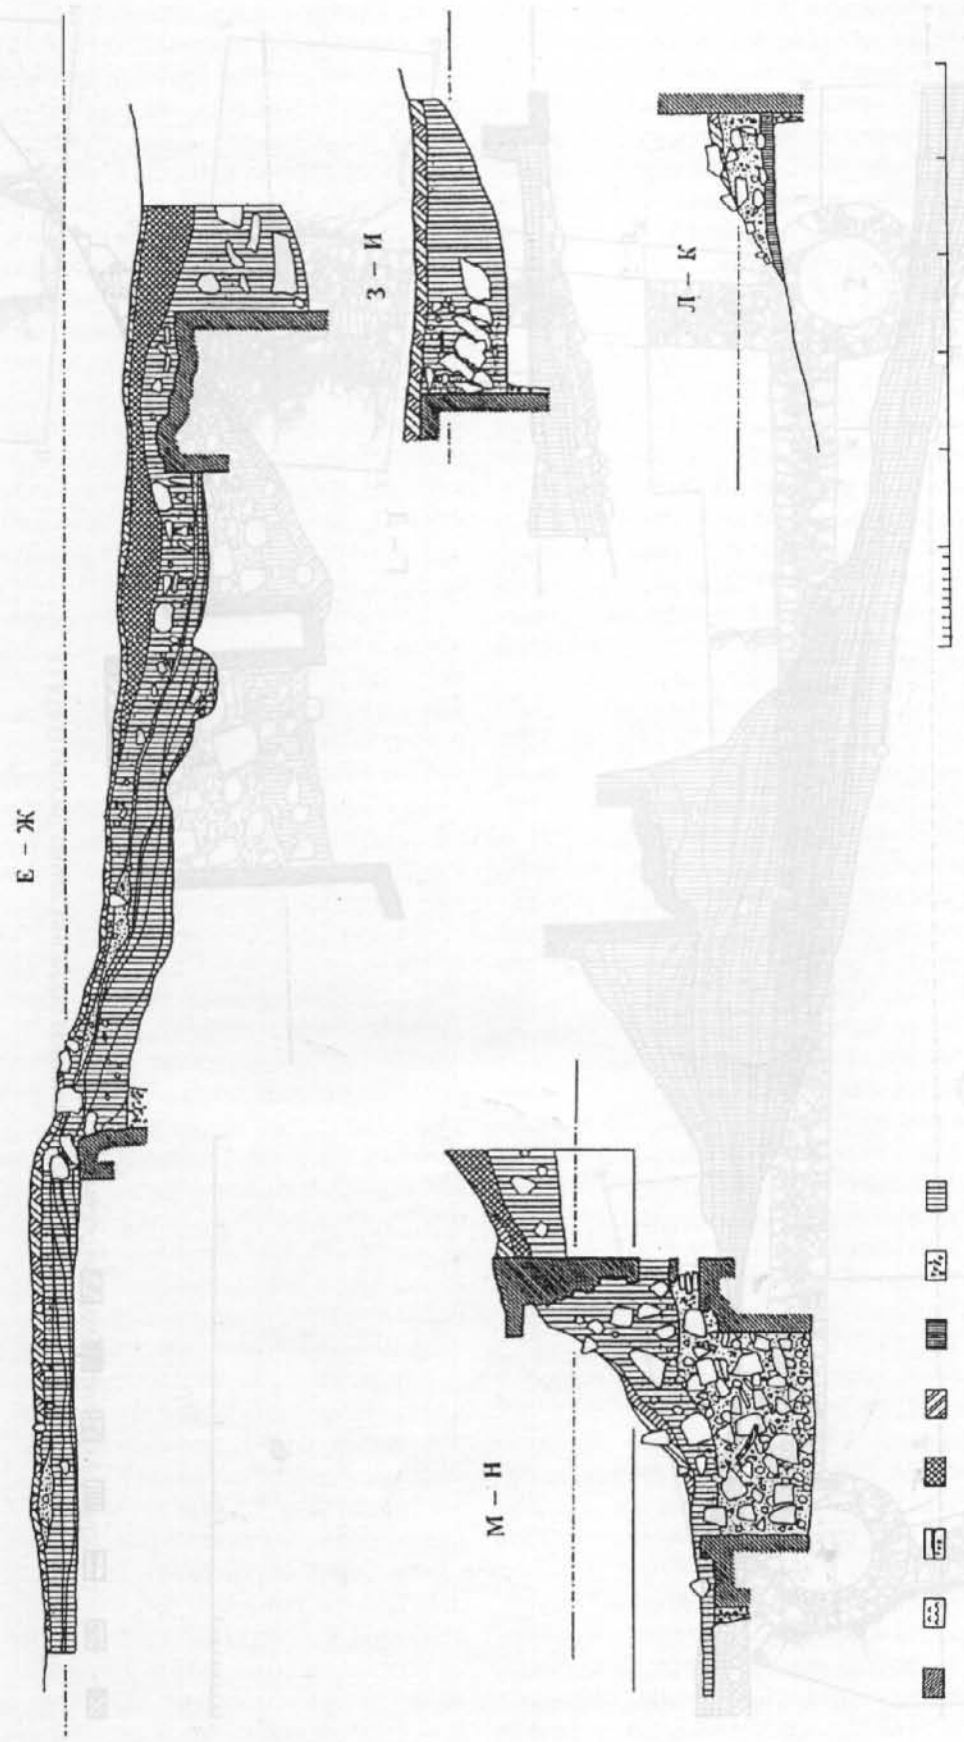 Е – Ж
З – И
Л – К
М – Н